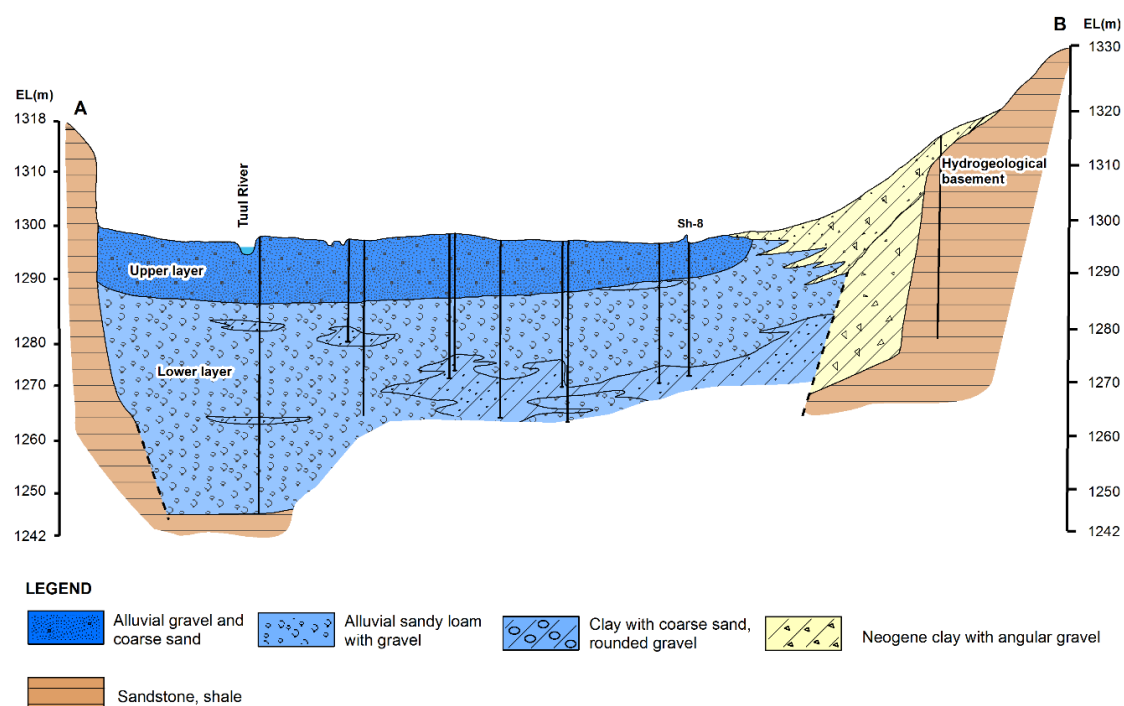 B
EL(m)
1330
EL(m)
A
1318
1320
1310
1310
1300
1300
1290
1290
1280
1280
1270
1270
1260
1260
1250
1250
1242
1242
Tuul River
Sh-8
Hydrogeological
basement
Upper layer
Lower layer
LEGEND
Alluvial gravel and
coarse sand
Alluvial sandy loam
with gravel
Clay with coarse sand,
rounded gravel
Neogene clay with angular gravel
Sandstone, shale